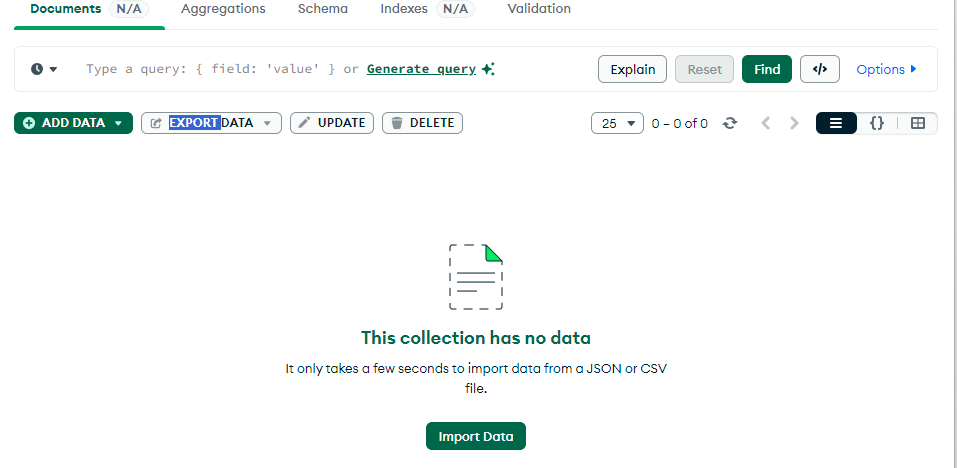 Documents N/A Aggregations Schema Indexes N/A Validation
Type a query: { field: 'value' } or Generate query Explain Reset Find </> Options
ADD DATA EXPORT DATA UPDATE DELETE 25 0 – 0 of 0 {}
This collection has no data
It only takes a few seconds to import data from a JSON or CSV
file.
Import Data